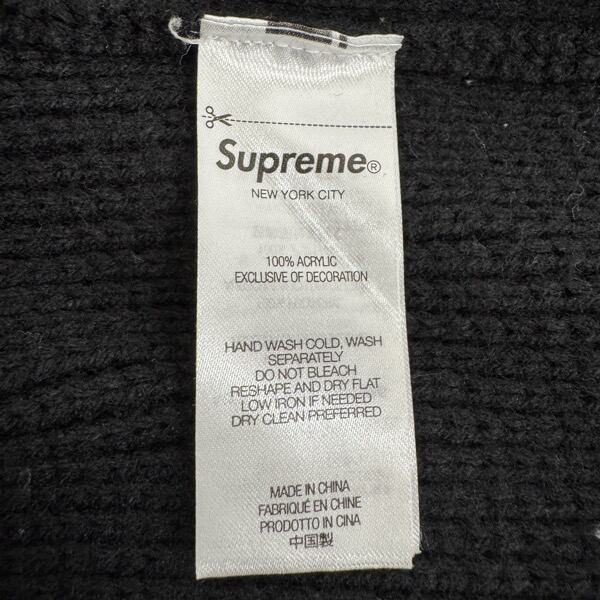 Supreme®
NEW YORK CITY
100% ACRYLIC
EXCLUSIVE OF DECORATION
HAND WASH COLD, WASH
SEPARATELY
DO NOT BLEACH
RESHAPE AND DRY FLAT
LOW IRON IF NEEDED
DRY CLEAN PREFERRED
MADE IN CHINA
FABRIQUÉ EN CHINE
PRODOTTO IN CINA
中国製